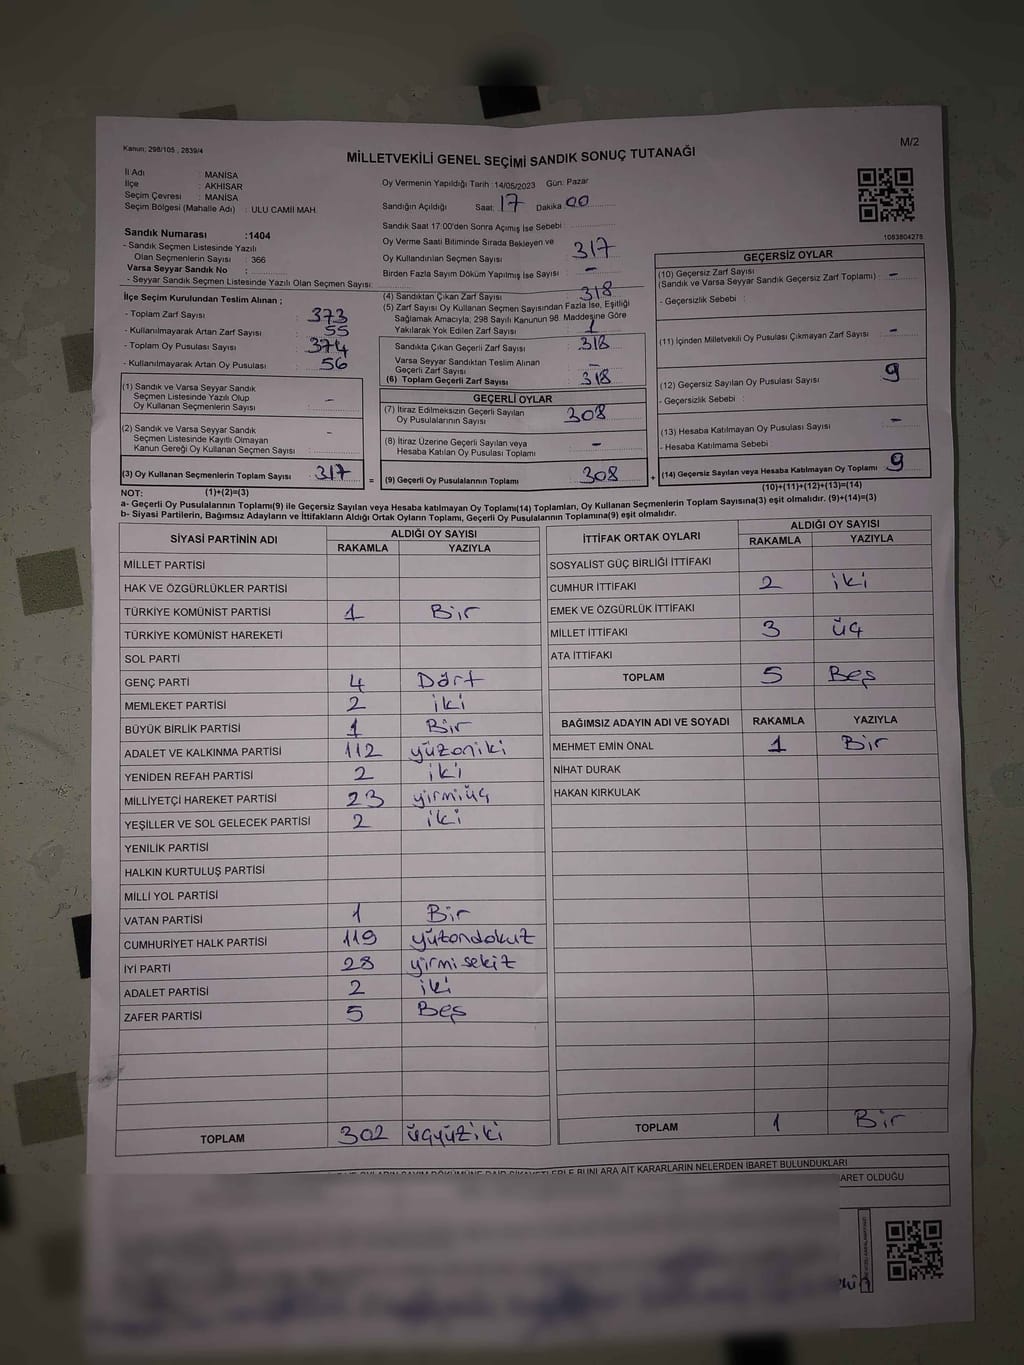 Kanun: 298/105 , 2839/4
M/2
MİLLETVEKİLİ GENEL SEÇİMİ SANDIK SONUÇ TUTANAĞI
İl Adı : MANİSA
İlçe : AKHİSAR
Seçim Çevresi : MANİSA
Seçim Bölgesi (Mahalle Adı) : ULU CAMİİ MAH.
Oy Vermenin Yapıldığı Tarih :14/05/2023 Gün: Pazar
Sandığın Açıldığı Saat: 17 Dakika 00
Sandık Saat 17:00'den Sonra Açımış İse Sebebi
1083804278
Sandık Numarası :1404
- Sandık Seçmen Listesinde Yazılı
Olan Seçmenlerin Sayısı : 366
Varsa Seyyar Sandık No :
- Seyyar Sandık Seçmen Listesinde Yazılı Olan Seçmen Sayısı:
Oy Verme Saati Bitiminde Sırada Bekleyen ve
Oy Kullandırılan Seçmen Sayısı 317
Birden Fazla Sayım Döküm Yapılmış İse Sayısı : -
İlçe Seçim Kurulundan Teslim Alınan ;
- Toplam Zarf Sayısı : 373
- Kullanılmayarak Artan Zarf Sayısı : 55
- Toplam Oy Pusulası Sayısı : 374
- Kullanılmayarak Artan Oy Pusulası : 56
(1) Sandık ve Varsa Seyyar Sandık
Seçmen Listesinde Yazılı Olup
Oy Kullanan Seçmenlerin Sayısı : -
(2) Sandık ve Varsa Seyyar Sandık
Seçmen Listesinde Kayıtlı Olmayan
Kanun Gereği Oy Kullanan Seçmen Sayısı : -
(3) Oy Kullanan Seçmenlerin Toplam Sayısı : 317
(1)+(2)=(3)
(4) Sandıktan Çıkan Zarf Sayısı : 318
(5) Zarf Sayısı Oy Kullanan Seçmen Sayısından Fazla İse, Eşitliği
Sağlamak Amacıyla; 298 Sayılı Kanunun 98. Maddesine Göre
Yakılarak Yok Edilen Zarf Sayısı : 1
Sandıkta Çıkan Geçerli Zarf Sayısı : 318
Varsa Seyyar Sandıktan Teslim Alınan
Geçerli Zarf Sayısı : -
(6) Toplam Geçerli Zarf Sayısı : 318
GEÇERLİ OYLAR
(7) İtiraz Edilmeksizin Geçerli Sayılan
Oy Pusulalarının Sayısı : 308
(8) İtiraz Üzerine Geçerli Sayılan veya
Hesaba Katılan Oy Pusulası Toplamı : -
= (9) Geçerli Oy Pusulalarının Toplamı : 308
GEÇERSİZ OYLAR
(10) Geçersiz Zarf Sayısı
(Sandık ve Varsa Seyyar Sandık Geçersiz Zarf Toplamı) : -
- Geçersizlik Sebebi :
(11) İçinden Milletvekili Oy Pusulası Çıkmayan Zarf Sayısı : -
(12) Geçersiz Sayılan Oy Pusulası Sayısı : 9
- Geçersizlik Sebebi :
(13) Hesaba Katılmayan Oy Pusulası Sayısı : -
- Hesaba Katılmama Sebebi :
+ (14) Geçersiz Sayılan veya Hesaba Katılmayan Oy Toplamı : 9
(10)+(11)+(12)+(13)=(14)
NOT:
a- Geçerli Oy Pusulalarının Toplamı(9) ile Geçersiz Sayılan veya Hesaba katılmayan Oy Toplamı(14) Toplamları, Oy Kullanan Seçmenlerin Toplam Sayısına(3) eşit olmalıdır. (9)+(14)=(3)
b- Siyasi Partilerin, Bağımsız Adayların ve İttifakların Aldığı Ortak Oyların Toplamı, Geçerli Oy Pusulalarının Toplamına(9) eşit olmalıdır.
SİYASİ PARTİNİN ADI ALDIĞI OY SAYISI
RAKAMLA YAZIYLA
MİLLET PARTİSİ
HAK VE ÖZGÜRLÜKLER PARTİSİ
TÜRKİYE KOMÜNİST PARTİSİ 1 Bir
TÜRKİYE KOMÜNİST HAREKETİ
SOL PARTİ
GENÇ PARTİ 4 Dört
MEMLEKET PARTİSİ 2 iki
BÜYÜK BİRLİK PARTİSİ 1 Bir
ADALET VE KALKINMA PARTİSİ 112 yüzoniki
YENİDEN REFAH PARTİSİ 2 iki
MİLLİYETÇİ HAREKET PARTİSİ 23 yirmiüç
YEŞİLLER VE SOL GELECEK PARTİSİ 2 iki
YENİLİK PARTİSİ
HALKIN KURTULUŞ PARTİSİ
MİLLİ YOL PARTİSİ
VATAN PARTİSİ 1 Bir
CUMHURİYET HALK PARTİSİ 119 yüzondokuz
İYİ PARTİ 28 yirmisekiz
ADALET PARTİSİ 2 iki
ZAFER PARTİSİ 5 Beş
TOPLAM 302 üçyüziki
İTTİFAK ORTAK OYLARI ALDIĞI OY SAYISI
RAKAMLA YAZIYLA
SOSYALİST GÜÇ BİRLİĞİ İTTİFAKI
CUMHUR İTTİFAKI 2 iki
EMEK VE ÖZGÜRLÜK İTTİFAKI
MİLLET İTTİFAKI 3 üç
ATA İTTİFAKI
TOPLAM 5 Beş
BAĞIMSIZ ADAYIN ADI VE SOYADI RAKAMLA YAZIYLA
MEHMET EMİN ÖNAL 1 Bir
NİHAT DURAK
HAKAN KIRKULAK
TOPLAM 1 Bir
KARARLARIN NELERDEN İBARET BULUNDUKLARI
OLDUĞU